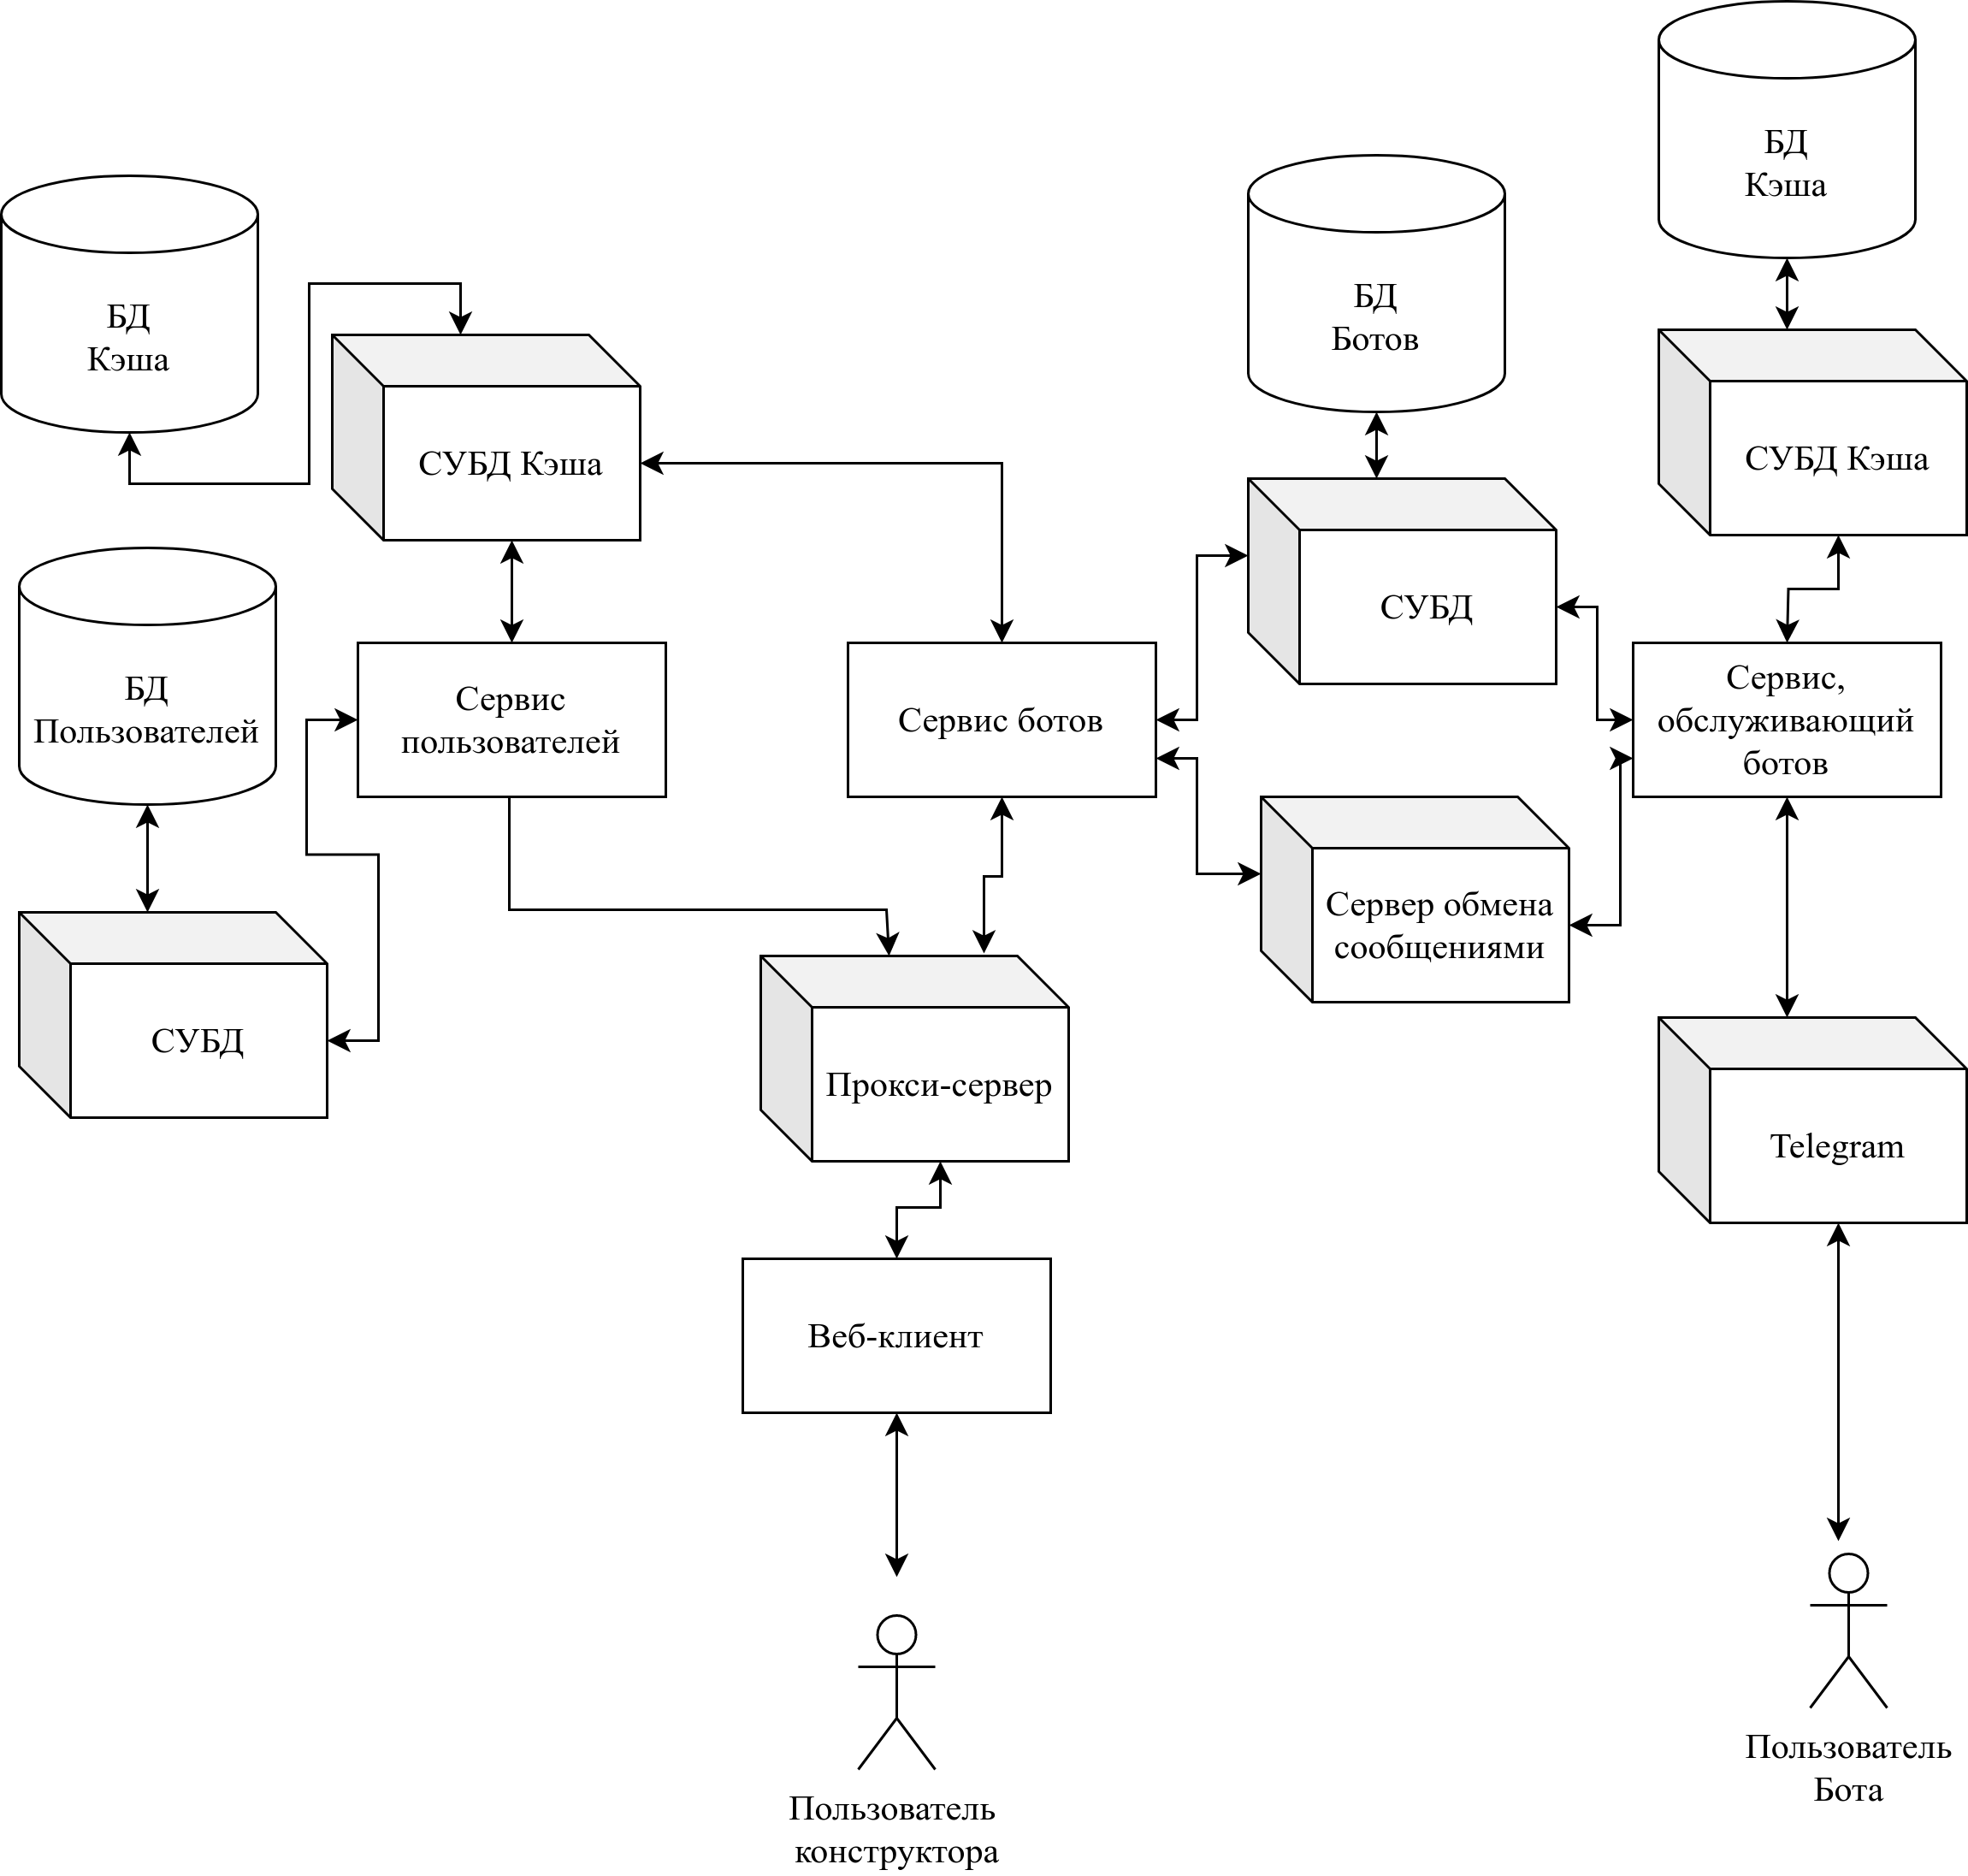 БД
Кэша
БД
Кэша
БД
Ботов
СУБД Кэша
СУБД Кэша
СУБД
БД
Пользователей
Сервис
пользователей
Сервис ботов
Сервис,
обслуживающий
ботов
Сервер обмена
сообщениями
СУБД
Прокси-сервер
Telegram
Веб-клиент
Пользователь
Бота
Пользователь
конструктора